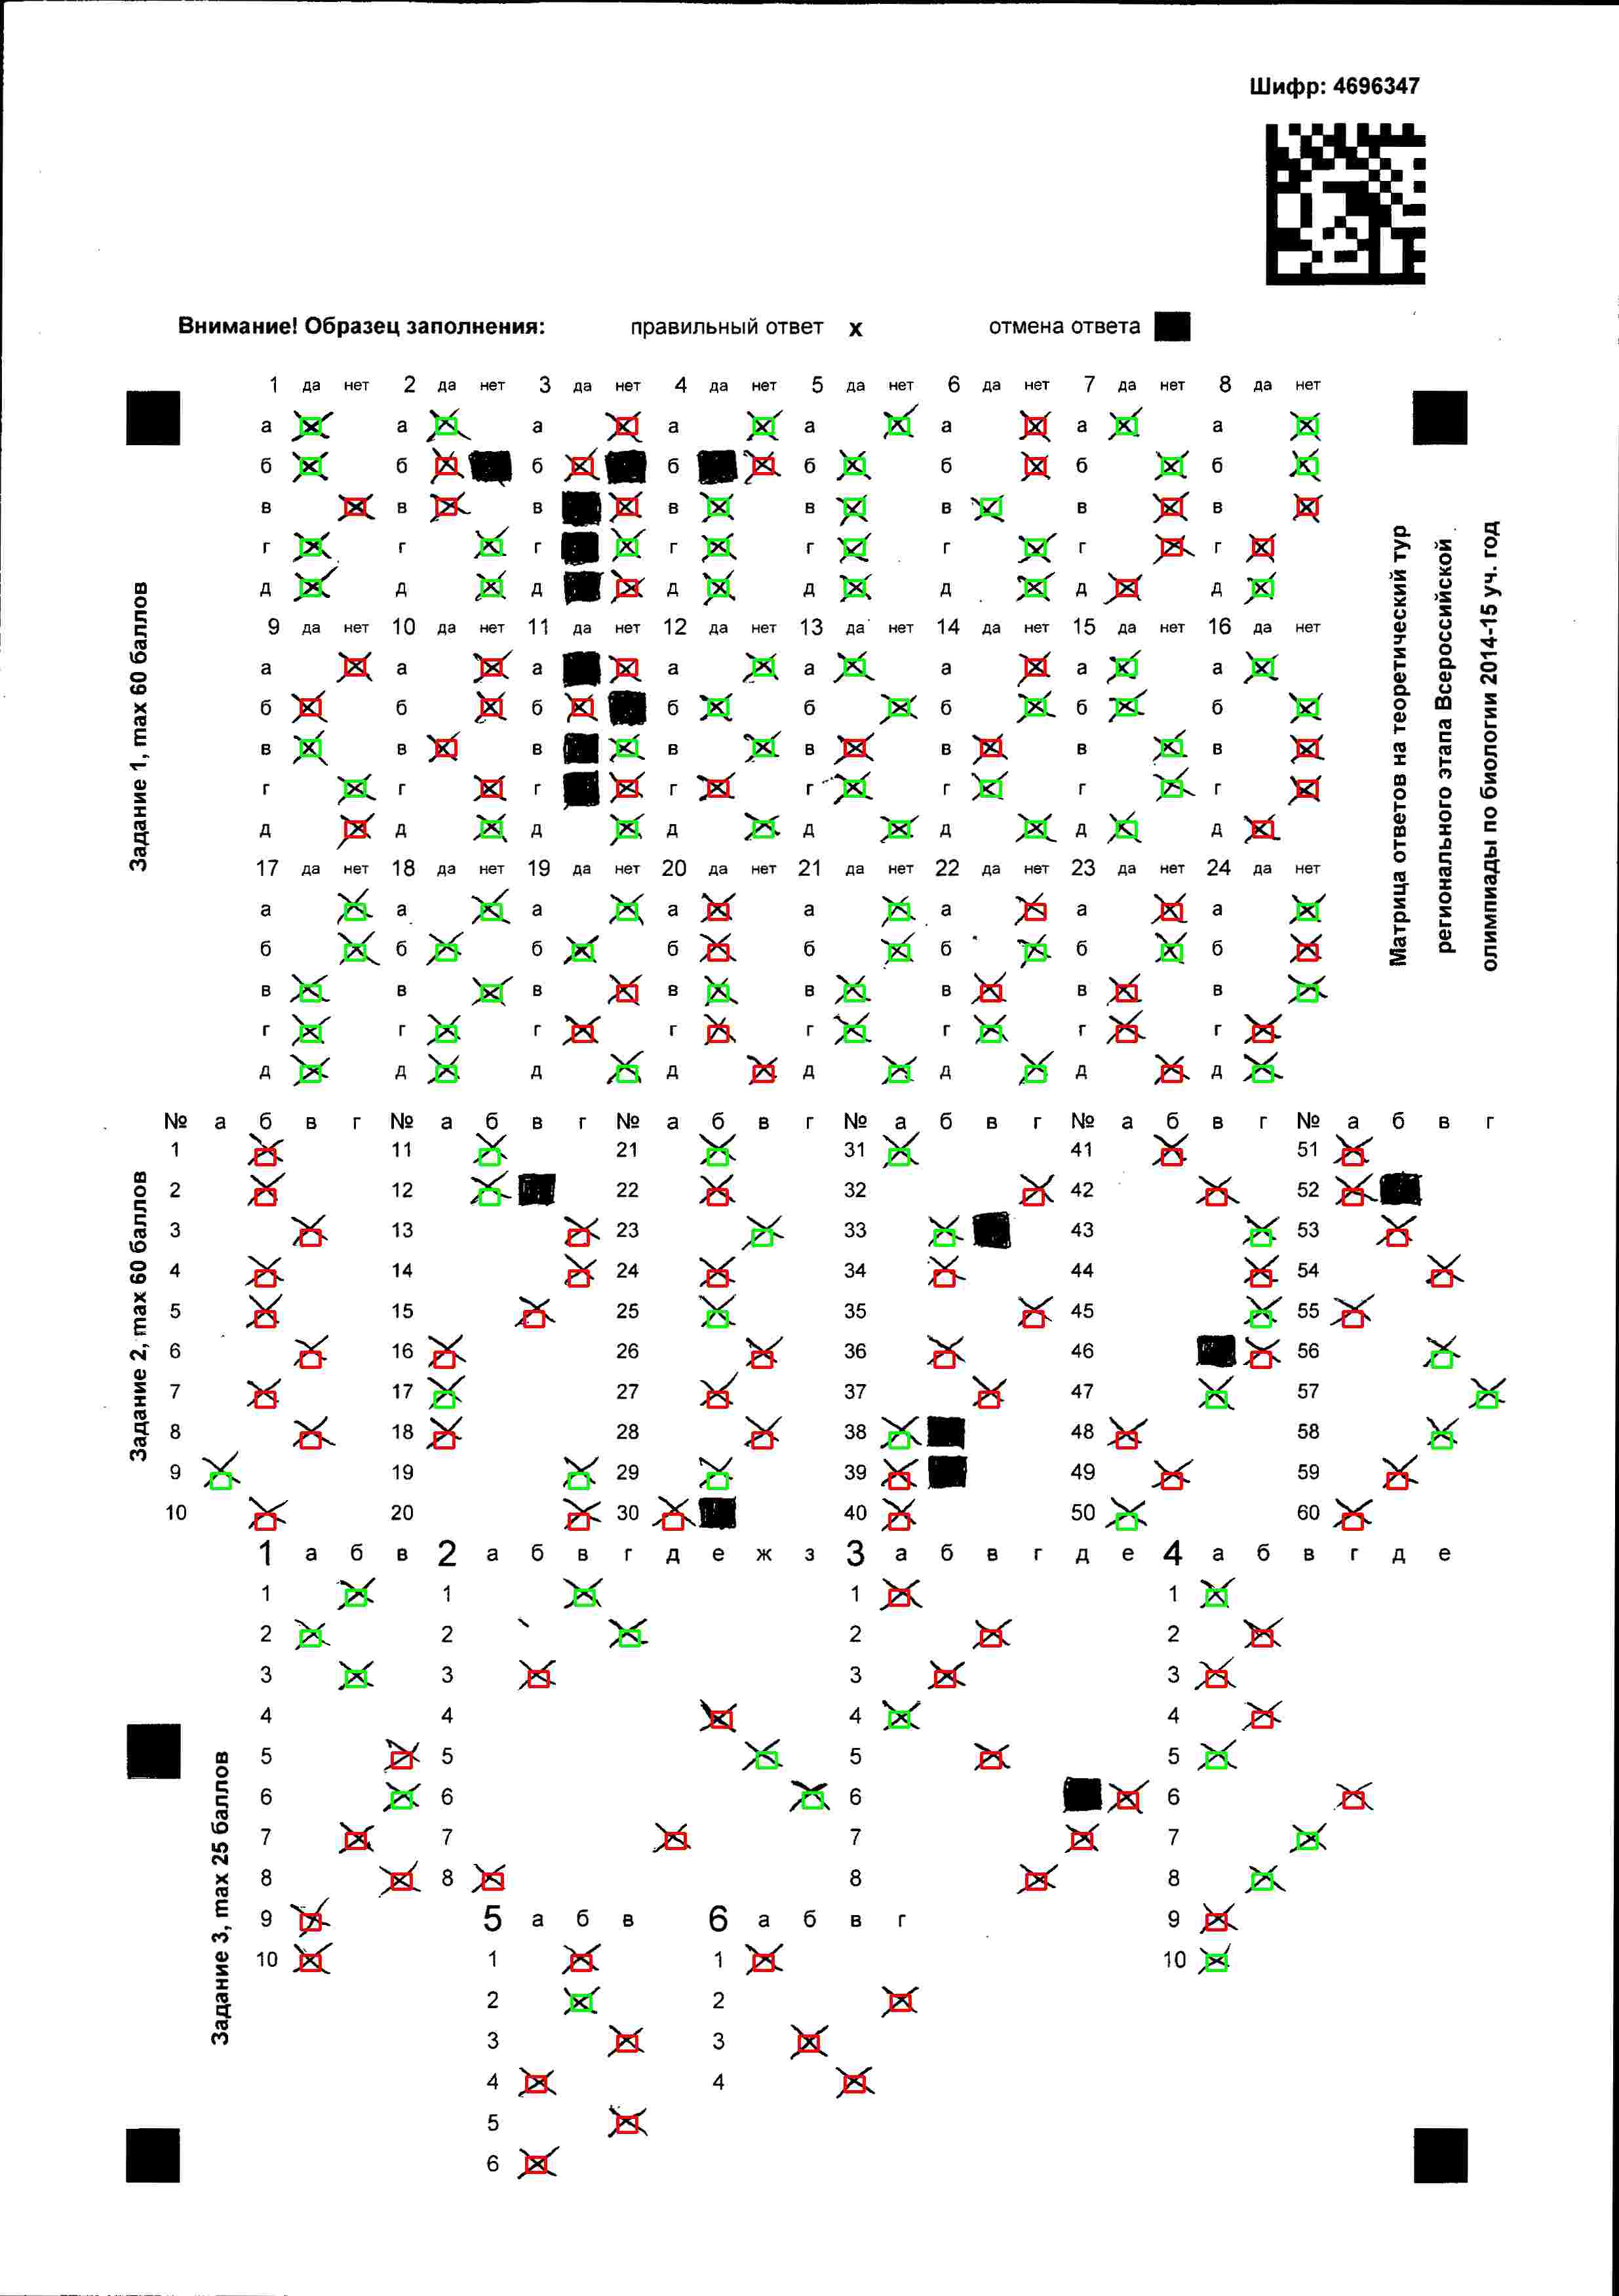 Шифр: 4696347
Внимание! Образец заполнения: правильный ответ х отмена ответа
1 да нет 2 да нет 3 да нет 4 да нет 5 да нет 6 да нет 7 да нет 8 да нет
а а а а а а а а
б б б б б б б б
в в в в в в в в
г г г г г г г г
д д д д д д д д
9 да нет 10 да нет 11 да нет 12 да нет 13 да нет 14 да нет 15 да нет 16 да нет
а а а а а а а а
б б б б б б б б
в в в в в в в в
г г г г г г г г
д д д д д д д д
17 да нет 18 да нет 19 да нет 20 да нет 21 да нет 22 да нет 23 да нет 24 да нет
а а а а а а а а
б б б б б б б б
в в в в в в в в
г г г г г г г г
д д д д д д д д
Задание 1, max 60 баллов
Матрица ответов на теоретический тур
регионального этапа Всероссийской
олимпиады по биологии 2014-15 уч. год
№ а б в г № а б в г № а б в г № а б в г № а б в г № а б в г
1 11 21 31 41 51
2 12 22 32 42 52
3 13 23 33 43 53
4 14 24 34 44 54
5 15 25 35 45 55
6 16 26 36 46 56
7 17 27 37 47 57
8 18 28 38 48 58
9 19 29 39 49 59
10 20 30 40 50 60
Задание 2, max 60 баллов
1 а б в 2 а б в г д е ж з 3 а б в г д е 4 а б в г д е
1 1 1 1
2 2 2 2
3 3 3 3
4 4 4 4
5 5 5 5
6 6 6 6
7 7 7 7
8 8 8 8
9 5 а б в 6 а б в г 9
10 1 1 10
2 2
3 3
4 4
5
6
Задание 3, max 25 баллов